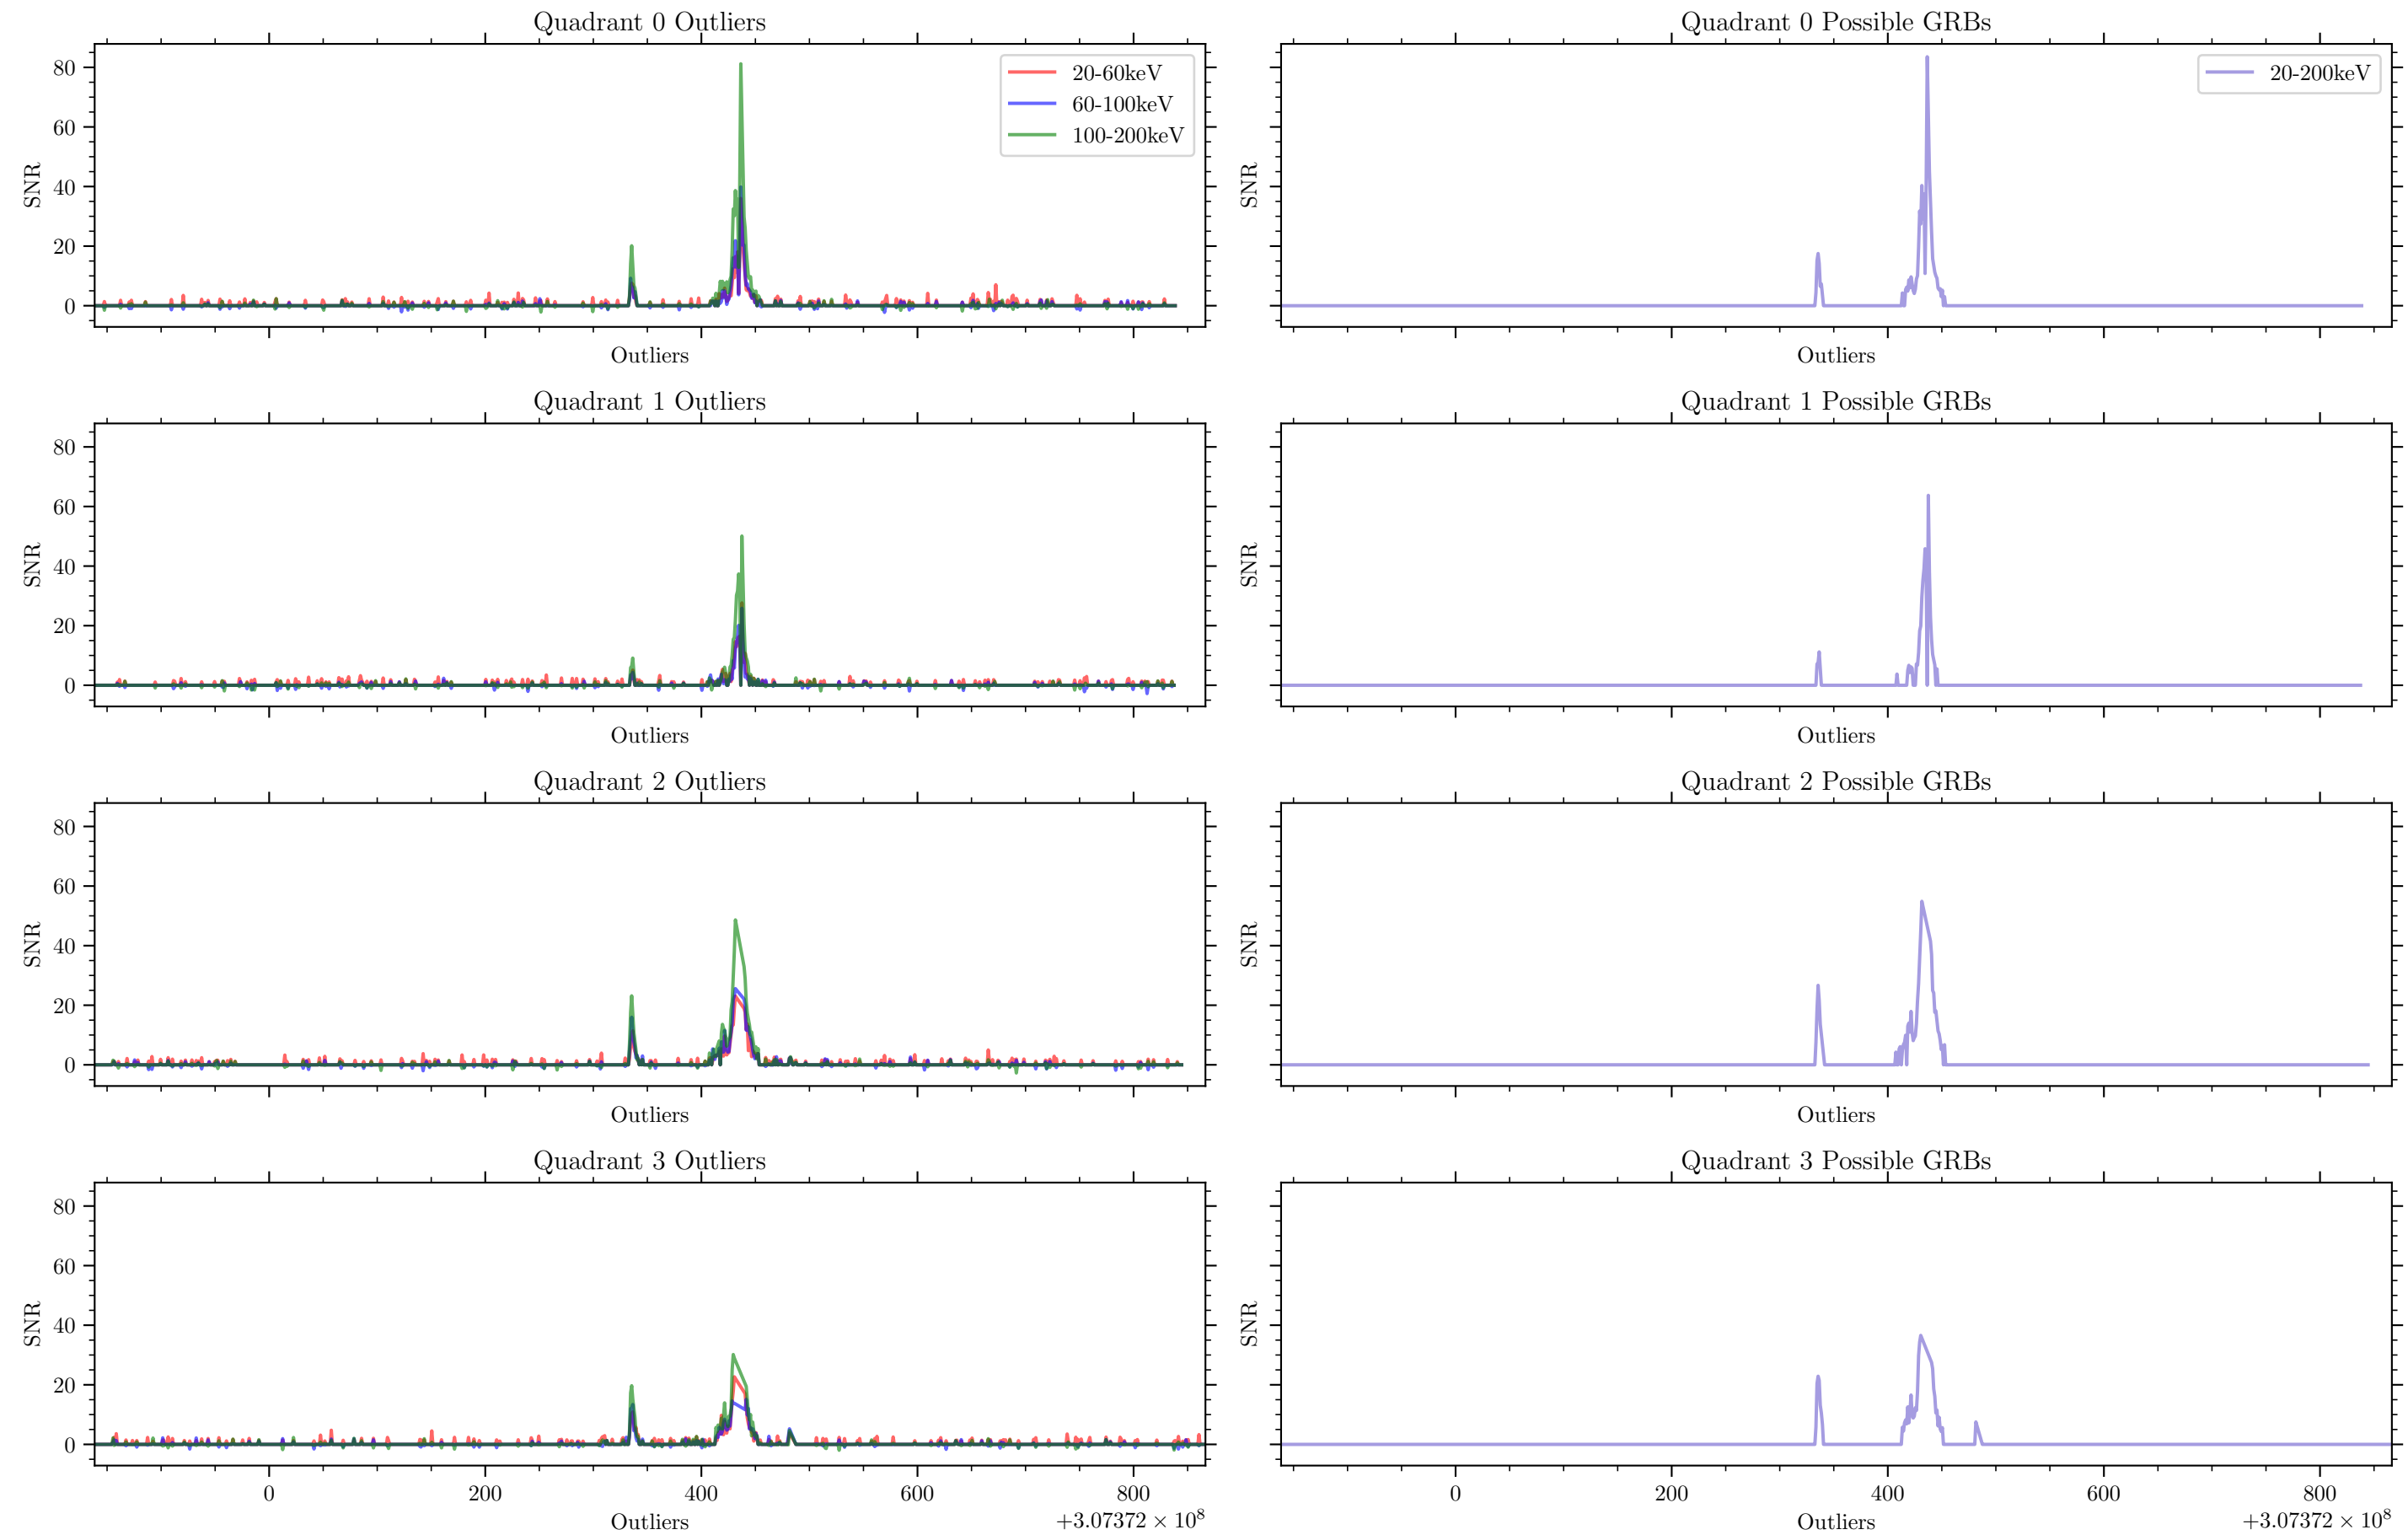 Quadrant 0 Outliers
80
60
40
20
0
SNR
20-60keV
60-100keV
100-200keV
Outliers
Quadrant 0 Possible GRBs
SNR
20-200keV
Outliers
Quadrant 1 Outliers
80
60
40
20
0
SNR
Outliers
Quadrant 1 Possible GRBs
SNR
Outliers
Quadrant 2 Outliers
80
60
40
20
0
SNR
Outliers
Quadrant 2 Possible GRBs
SNR
Outliers
Quadrant 3 Outliers
80
60
40
20
0
SNR
0 200 400 600 800
Outliers
+3.07372 × 10⁸
Quadrant 3 Possible GRBs
SNR
0 200 400 600 800
Outliers
+3.07372 × 10⁸